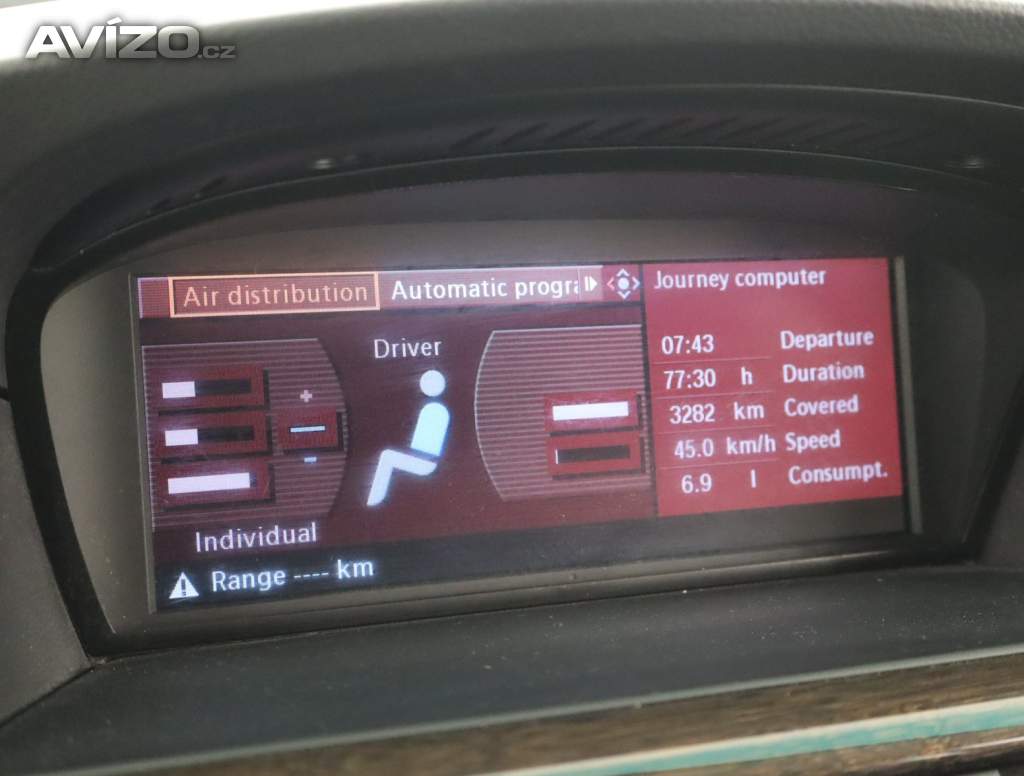 AVÍZO.cz
Air distribution Automatic progra
Journey computer
Driver
07:43 Departure
77:30 h Duration
3282 km Covered
45.0 km/h Speed
6.9 l Consumpt.
+
-
Individual
Range ---- km